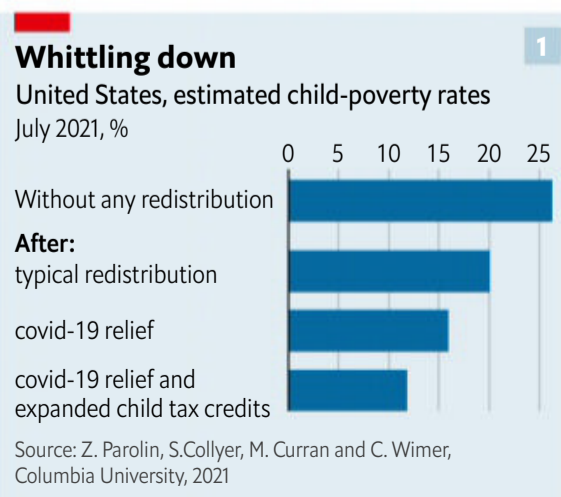 1
Whittling down
United States, estimated child-poverty rates
July 2021, %
0 5 10 15 20 25
Without any redistribution
After:
typical redistribution
covid-19 relief
covid-19 relief and
expanded child tax credits
Source: Z. Parolin, S.Collyer, M. Curran and C. Wimer,
Columbia University, 2021